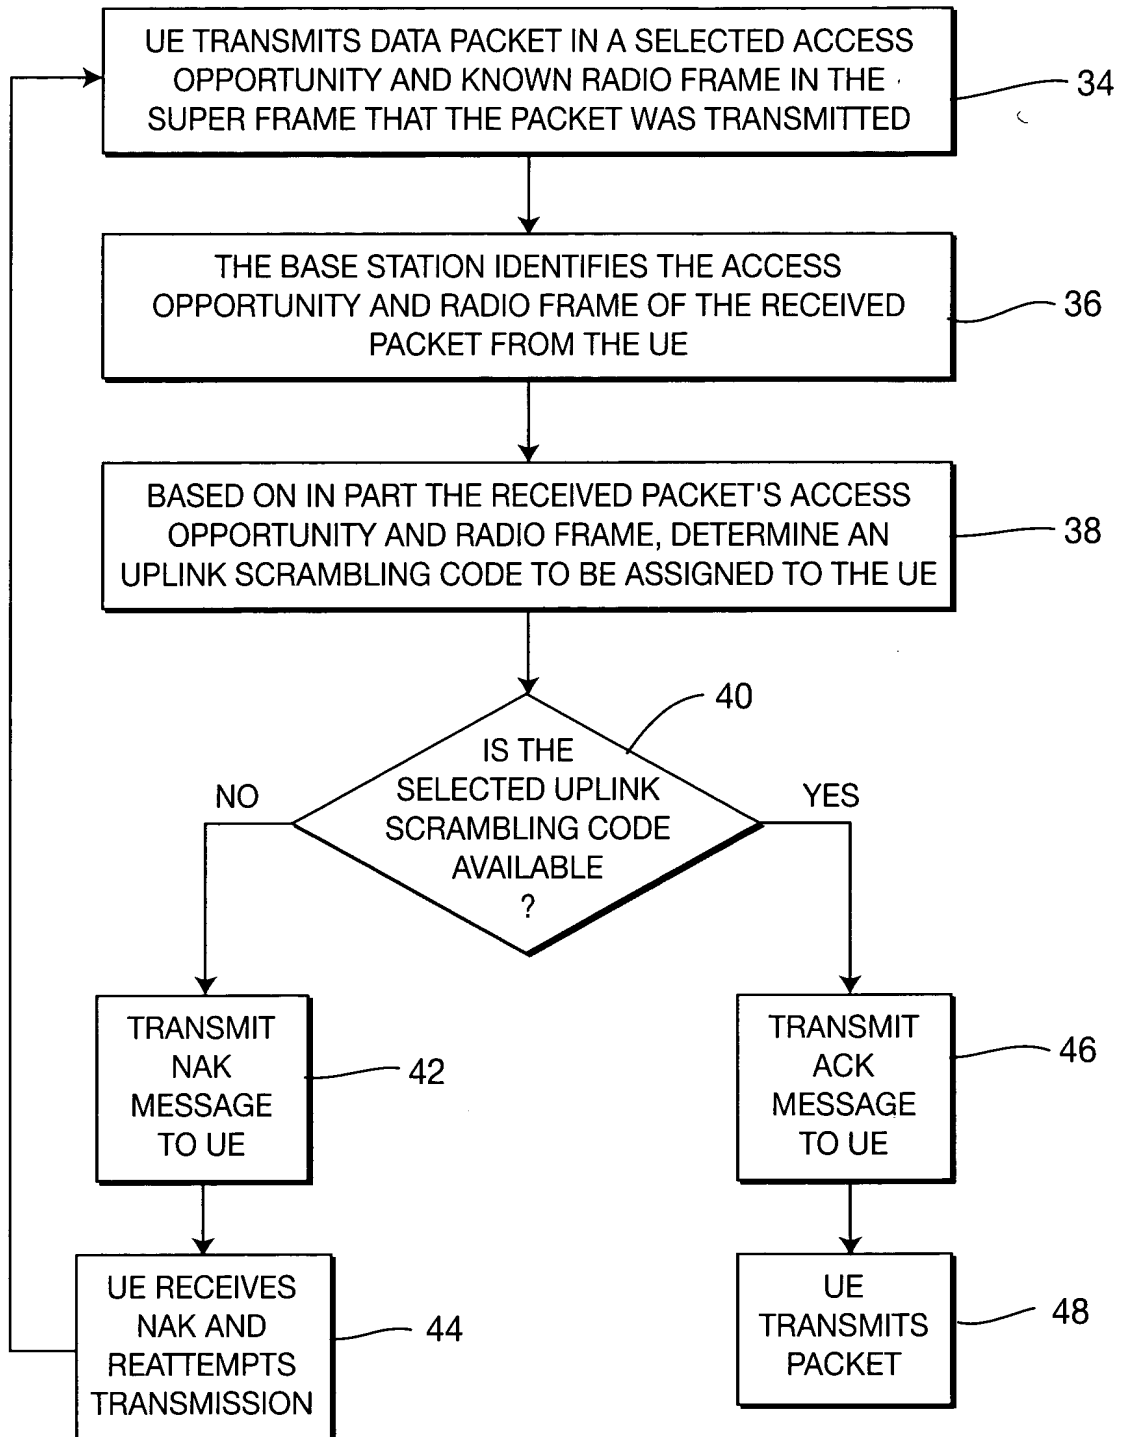 UE TRANSMITS DATA PACKET IN A SELECTED ACCESS
OPPORTUNITY AND KNOWN RADIO FRAME IN THE
SUPER FRAME THAT THE PACKET WAS TRANSMITTED
34
THE BASE STATION IDENTIFIES THE ACCESS
OPPORTUNITY AND RADIO FRAME OF THE RECEIVED
PACKET FROM THE UE
36
BASED ON IN PART THE RECEIVED PACKET'S ACCESS
OPPORTUNITY AND RADIO FRAME, DETERMINE AN
UPLINK SCRAMBLING CODE TO BE ASSIGNED TO THE UE
38
40
IS THE
SELECTED UPLINK
SCRAMBLING CODE
AVAILABLE
?
NO
YES
TRANSMIT
NAK
MESSAGE
TO UE
42
TRANSMIT
ACK
MESSAGE
TO UE
46
UE RECEIVES
NAK AND
REATTEMPTS
TRANSMISSION
44
UE
TRANSMITS
PACKET
48